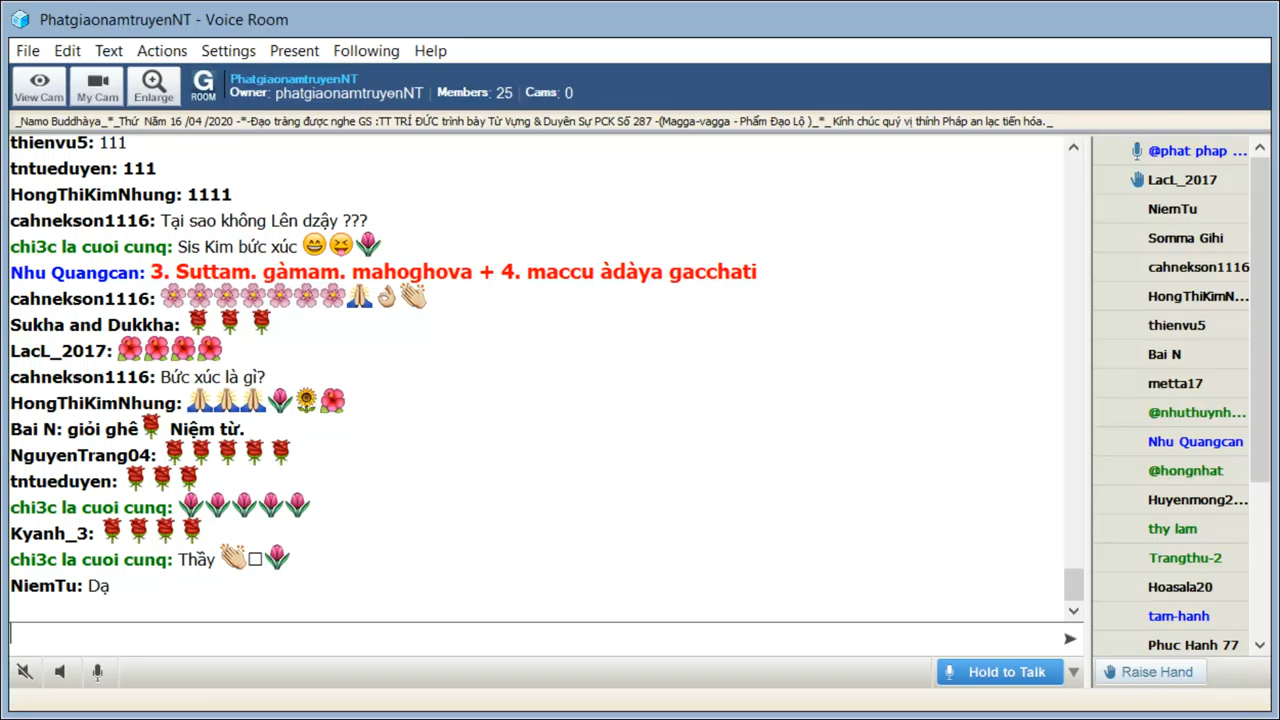 PhatgiaonamtruyenNT - Voice Room
File Edit Text Actions Settings Present Following Help
View Cam
My Cam
Enlarge
G ROOM
PhatgiaonamtruyenNT
Owner: phatgiaonamtruyenNT | Members: 25 | Cams: 0
_Namo Buddhàya_*_Thứ Năm 16 /04 /2020 -*-Đạo tràng được nghe GS :TT TRÍ ĐỨC trình bày Từ Vựng & Duyên Sự PCK Số 287 -(Magga-vagga - Phẩm Đạo Lộ )_*_ Kính chúc quý vị thính Pháp an lạc tiến hóa._
thienvu5: 111
tntueduyen: 111
HongThiKimNhung: 1111
cahnekson1116: Tại sao không Lên dzậy ???
chi3c la cuoi cunq: Sis Kim bức xúc 😄😝🌷
Nhu Quangcan: 3. Suttam. gàmam. mahoghova + 4. maccu àdàya gacchati
cahnekson1116: 🌸🌸🌸🌸🌸🌸🌸🙏👌👏
Sukha and Dukkha: 🌹 🌹 🌹
LacL_2017: 🌺🌺🌺🌺
cahnekson1116: Bức xúc là gì?
HongThiKimNhung: 🙏🙏🙏🌷🌻🌺
Bai N: giỏi ghê🌹 Niệm từ.
NguyenTrang04: 🌹🌹🌹🌹🌹
tntueduyen: 🌹🌹🌹
chi3c la cuoi cunq: 🌷🌷🌷🌷🌷
Kyanh_3: 🌹🌹🌹🌹
chi3c la cuoi cunq: Thầy 👏□🌷
NiemTu: Dạ
@phat phap ...
LacL_2017
NiemTu
Somma Gihi
cahnekson1116
HongThiKimN...
thienvu5
Bai N
metta17
@nhuthuynh...
Nhu Quangcan
@hongnhat
Huyenmong2...
thy lam
Trangthu-2
Hoasala20
tam-hanh
Phuc Hanh 77
Hold to Talk
Raise Hand